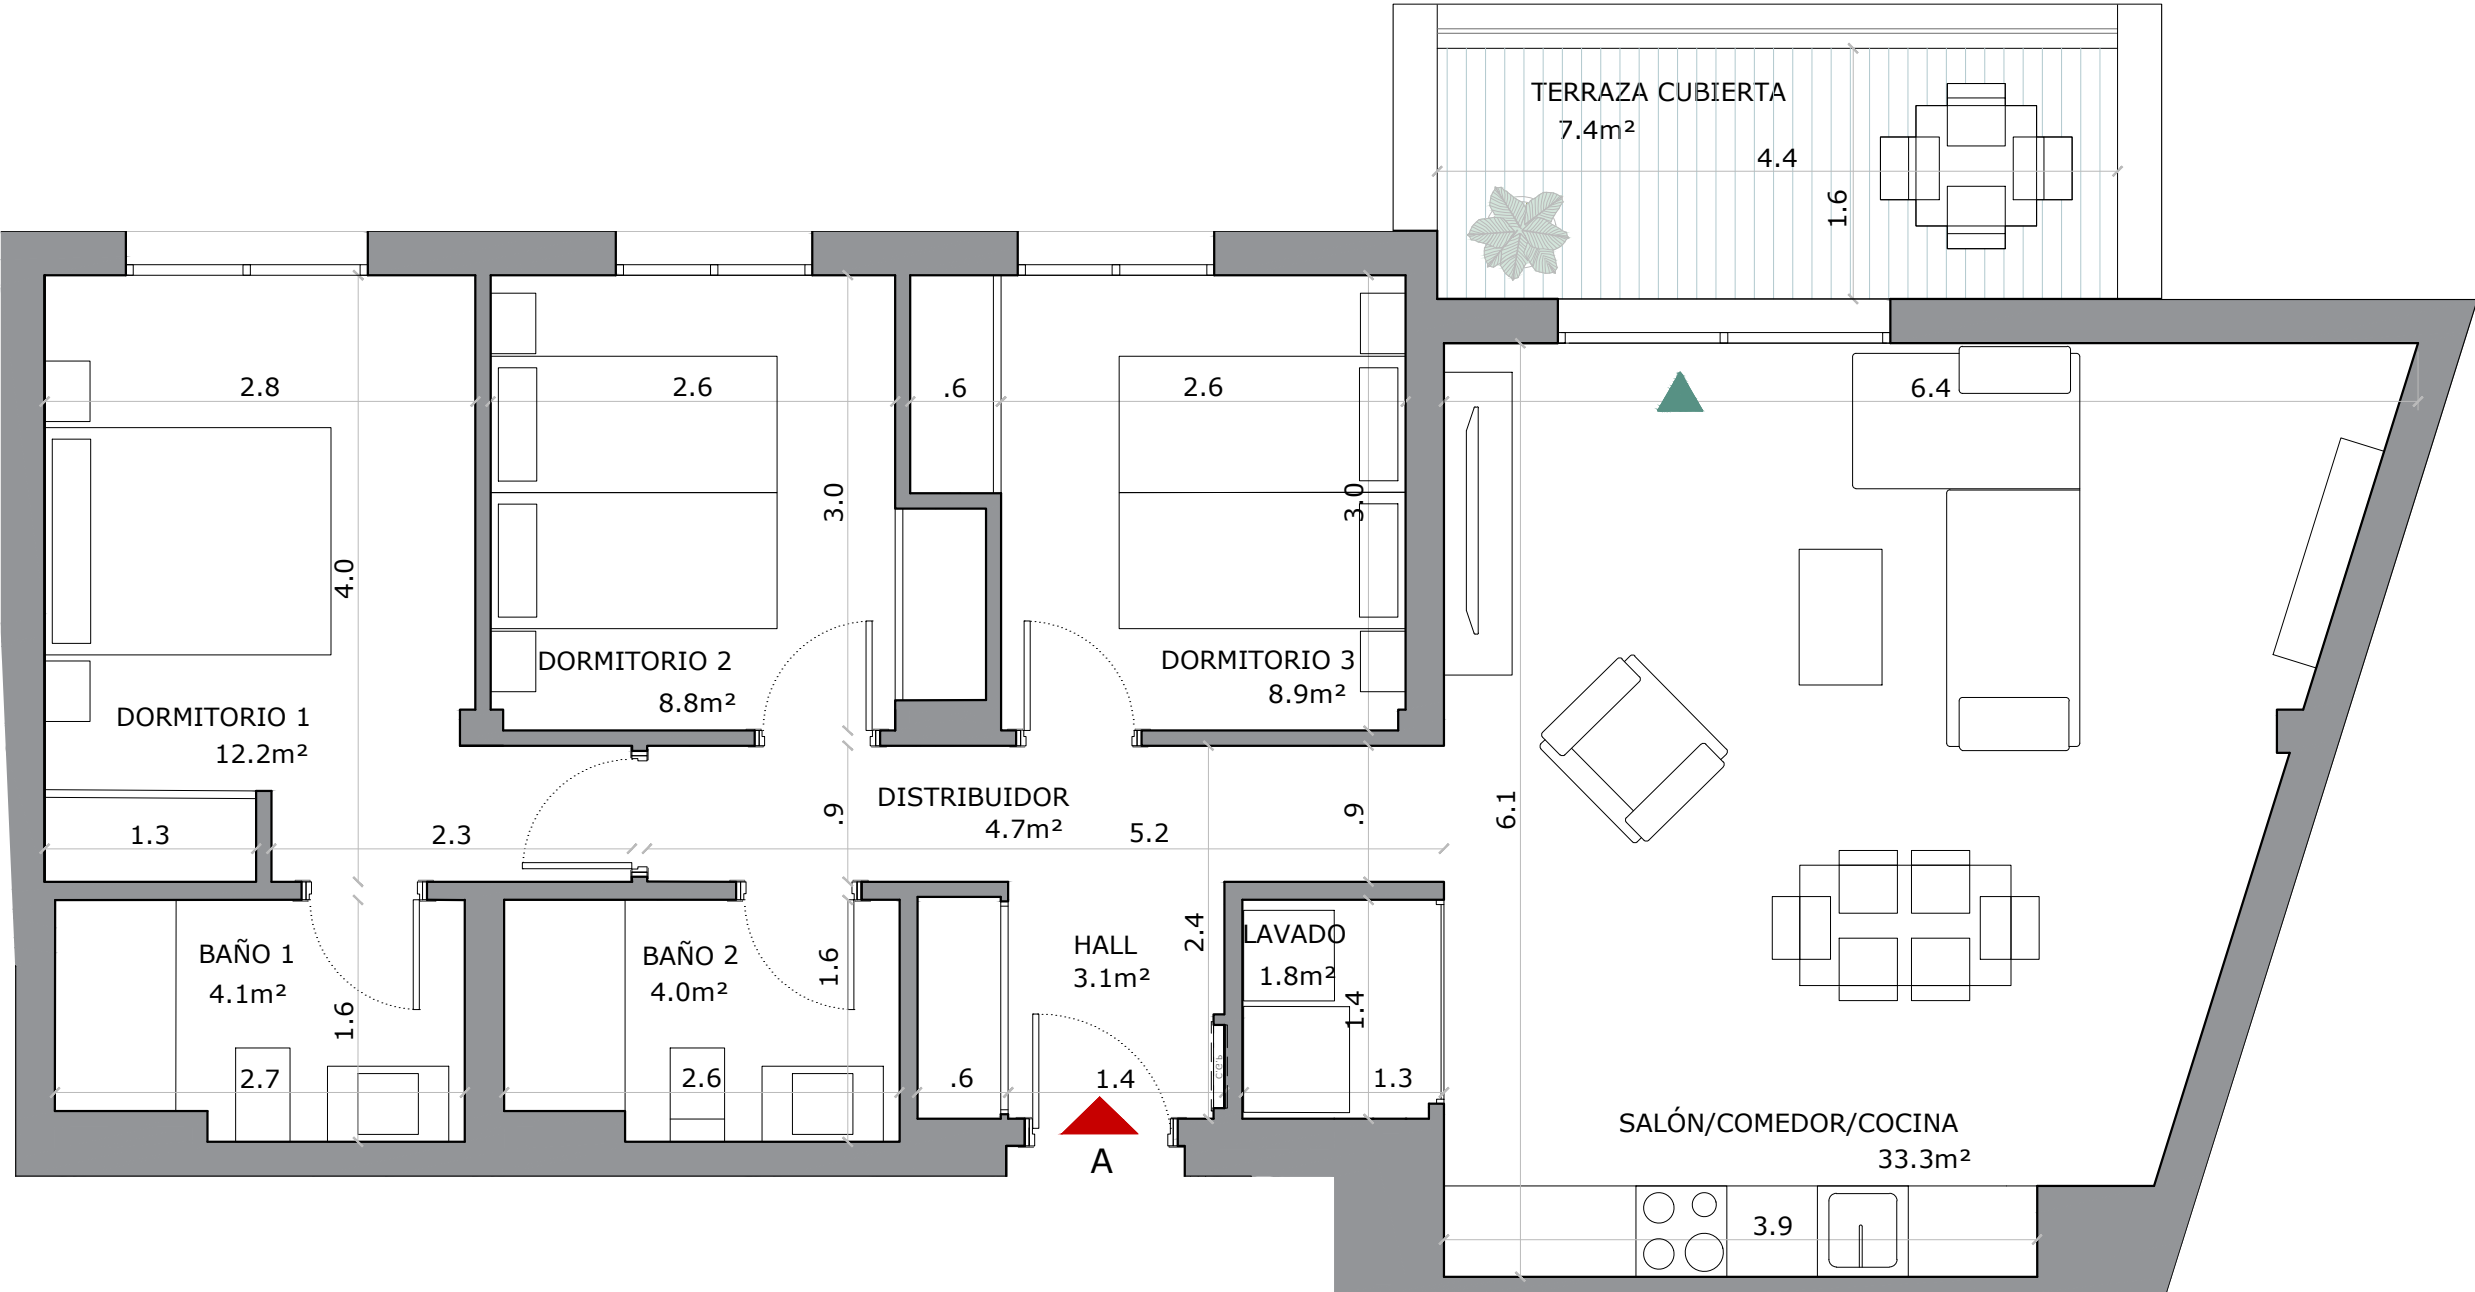 TERRAZA CUBIERTA
7.4m²
4.4
1.6
2.8
2.6
.6
2.6
6.4
4.0
3.0
3.0
DORMITORIO 1
12.2m²
DORMITORIO 2
8.8m²
DORMITORIO 3
8.9m²
1.3
2.3
.9
DISTRIBUIDOR
4.7m²
5.2
.9
6.1
BAÑO 1
4.1m²
1.6
2.7
BAÑO 2
4.0m²
1.6
2.6
.6
HALL
3.1m²
2.4
1.4
A
LAVADO
1.8m²
1.4
1.3
SALÓN/COMEDOR/COCINA
33.3m²
3.9